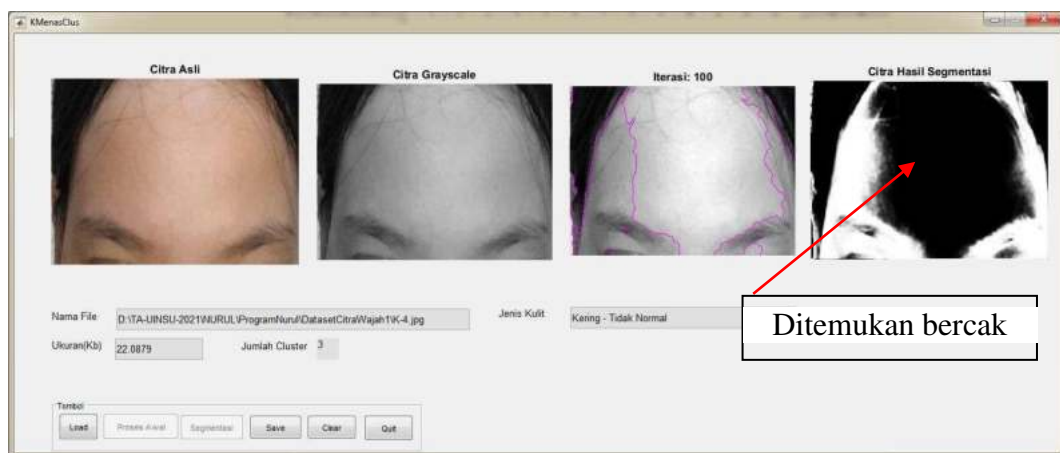 KMenasClus
Citra Asli
Citra Grayscale
Iterasi: 100
Citra Hasil Segmentasi
Nama File
D:\TA-UINSU-2021\NURUL\ProgramNurul\DatasetCitraWajah1\K-4.jpg
Jenis Kulit
Kering - Tidak Normal
Ditemukan bercak
Ukuran(Kb)
22.0879
Jumlah Cluster
3
Tombol
Load
Proses Awal
Segmentasi
Save
Clear
Quit